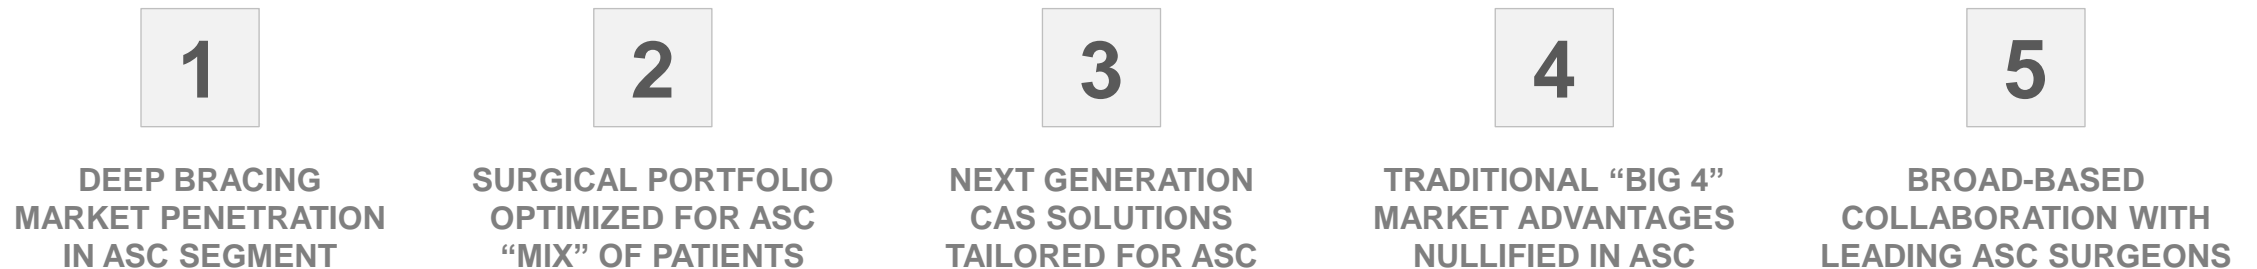 1
DEEP BRACING
MARKET PENETRATION
IN ASC SEGMENT
2
SURGICAL PORTFOLIO
OPTIMIZED FOR ASC
“MIX” OF PATIENTS
3
NEXT GENERATION
CAS SOLUTIONS
TAILORED FOR ASC
4
TRADITIONAL “BIG 4”
MARKET ADVANTAGES
NULLIFIED IN ASC
5
BROAD-BASED
COLLABORATION WITH
LEADING ASC SURGEONS